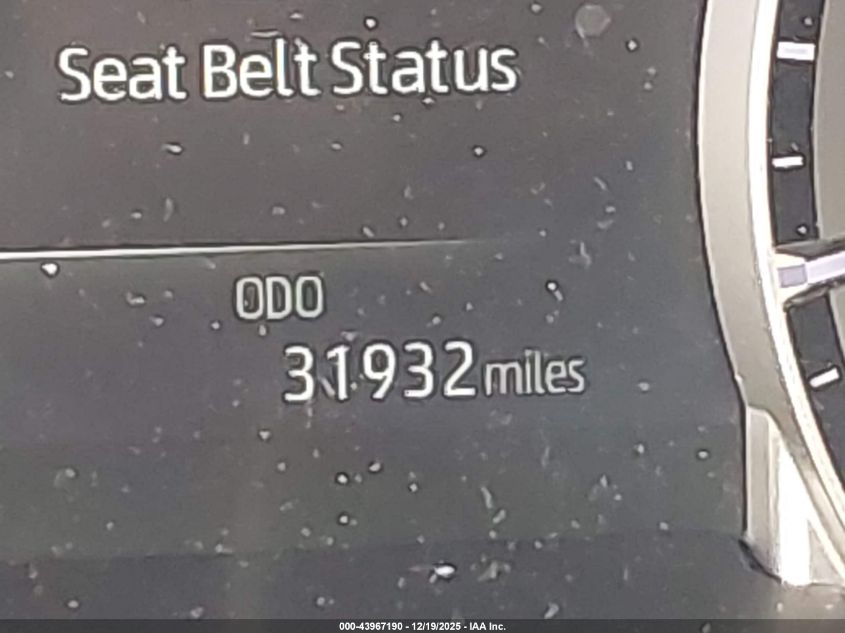 Seat Belt Status
ODO
31932 miles
000-43967190 - 12/19/2025 - IAA Inc.